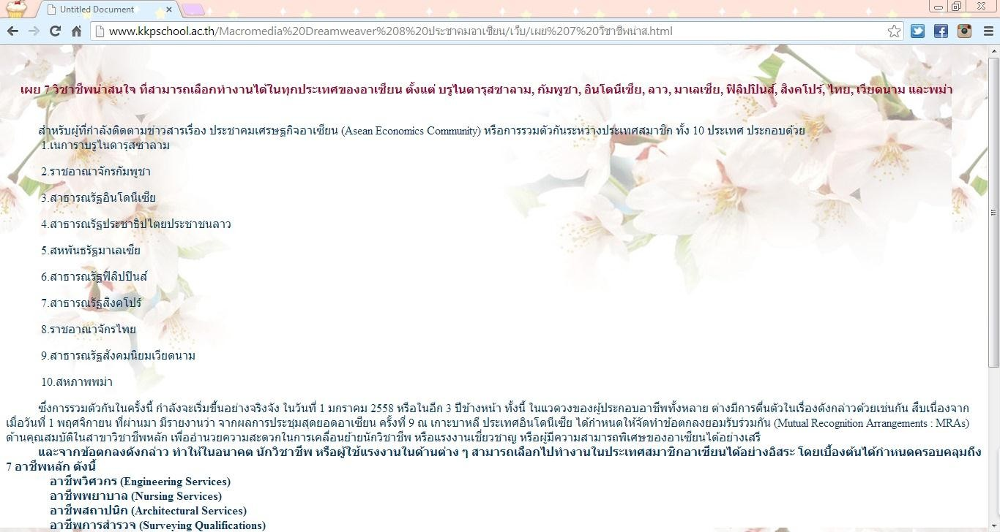 Untitled Document
www.kkpschool.ac.th/Macromedia%20Dreamweaver%208%20ประชาคมอาเซียน/เว็บ/เผย%207%20วิชาชีพน่าส.html
เผย 7 วิชาชีพน่าสนใจ ที่สามารถเลือกทำงานได้ในทุกประเทศของอาเซียน ตั้งแต่ บรูไนดารุสซาลาม, กัมพูชา, อินโดนีเซีย, ลาว, มาเลเซีย, ฟิลิปปินส์, สิงคโปร์, ไทย, เวียดนาม และพม่า
สำหรับผู้ที่กำลังติดตามข่าวสารเรื่อง ประชาคมเศรษฐกิจอาเซียน (Asean Economics Community) หรือการรวมตัวกันระหว่างประเทศสมาชิก ทั้ง 10 ประเทศ ประกอบด้วย
1.เนการาบรูไนดารุสซาลาม
2.ราชอาณาจักรกัมพูชา
3.สาธารณรัฐอินโดนีเซีย
4.สาธารณรัฐประชาธิปไตยประชาชนลาว
5.สหพันธรัฐมาเลเซีย
6.สาธารณรัฐฟิลิปปินส์
7.สาธารณรัฐสิงคโปร์
8.ราชอาณาจักรไทย
9.สาธารณรัฐสังคมนิยมเวียดนาม
10.สหภาพพม่า
ซึ่งการรวมตัวกันในครั้งนี้ กำลังจะเริ่มขึ้นอย่างจริงจัง ในวันที่ 1 มกราคม 2558 หรือในอีก 3 ปีข้างหน้า ทั้งนี้ ในแวดวงของผู้ประกอบอาชีพทั้งหลาย ต่างมีการตื่นตัวในเรื่องดังกล่าวด้วยเช่นกัน สืบเนื่องจาก
เมื่อวันที่ 1 พฤศจิกายน ที่ผ่านมา มีรายงานว่า จากผลการประชุมสุดยอดอาเซียน ครั้งที่ 9 ณ เกาะบาหลี ประเทศอินโดนีเซีย ได้กำหนดให้จัดทำข้อตกลงยอมรับร่วมกัน (Mutual Recognition Arrangements : MRAs)
ด้านคุณสมบัติในสาขาวิชาชีพหลัก เพื่ออำนวยความสะดวกในการเคลื่อนย้ายนักวิชาชีพ หรือแรงงานเชี่ยวชาญ หรือผู้มีความสามารถพิเศษของอาเซียนได้อย่างเสรี
และจากข้อตกลงดังกล่าว ทำให้ในอนาคต นักวิชาชีพ หรือผู้ใช้แรงงานในด้านต่าง ๆ สามารถเลือกไปทำงานในประเทศสมาชิกอาเซียนได้อย่างอิสระ โดยเบื้องต้นได้กำหนดครอบคลุมถึง
7 อาชีพหลัก ดังนี้
อาชีพวิศวกร (Engineering Services)
อาชีพพยาบาล (Nursing Services)
อาชีพสถาปนิก (Architectural Services)
อาชีพการสำรวจ (Surveying Qualifications)